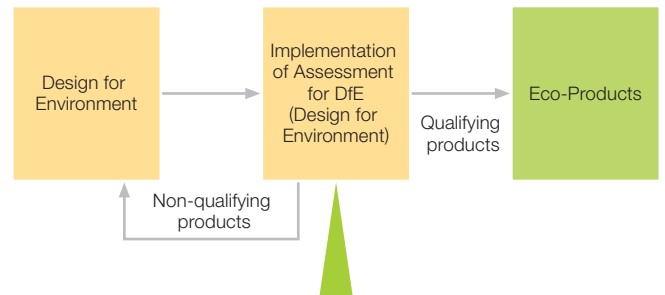 Design for
Environment
Implementation
of Assessment
for DfE
(Design for
Environment)
Qualifying
products
Eco-Products
Non-qualifying
products